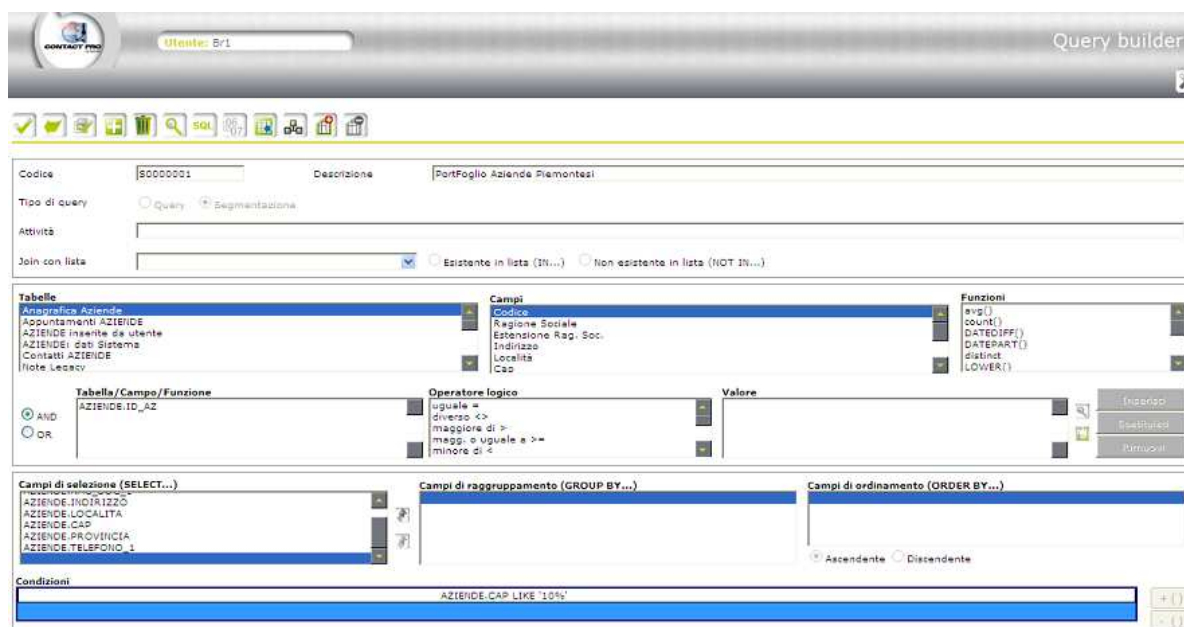 CONTACT PRO
Utente: Br1
Query builder
SQL
Codice S0000001 Descrizione PortFoglio Aziende Piemontesi
Tipo di query Query Segmentazione
Attività
Join con lista Esistente in lista (IN...) Non esistente in lista (NOT IN...)
Tabelle Campi Funzioni
Anagrafica Aziende Codice avg()
Appuntamenti AZIENDE Ragione Sociale count()
AZIENDE inserite da utente Estensione Rag. Soc. DATEDIFF()
AZIENDE: dati Sistema Indirizzo DATEPART()
Contatti AZIENDE Località distinct
Note Legacy Cap LOWER()
Tabella/Campo/Funzione Operatore logico Valore
AND AZIENDE.ID_AZ uguale = Inserisci
OR diverso <> Sostituisci
maggiore di > Rimuovi
magg. o uguale a >=
minore di <
Campi di selezione (SELECT...) Campi di raggruppamento (GROUP BY...) Campi di ordinamento (ORDER BY...)
AZIENDE.INDIRIZZO
AZIENDE.LOCALITA
AZIENDE.CAP
AZIENDE.PROVINCIA
AZIENDE.TELEFONO_1
Ascendente Discendente
Condizioni
AZIENDE.CAP LIKE '10%'
+ ()
- ()